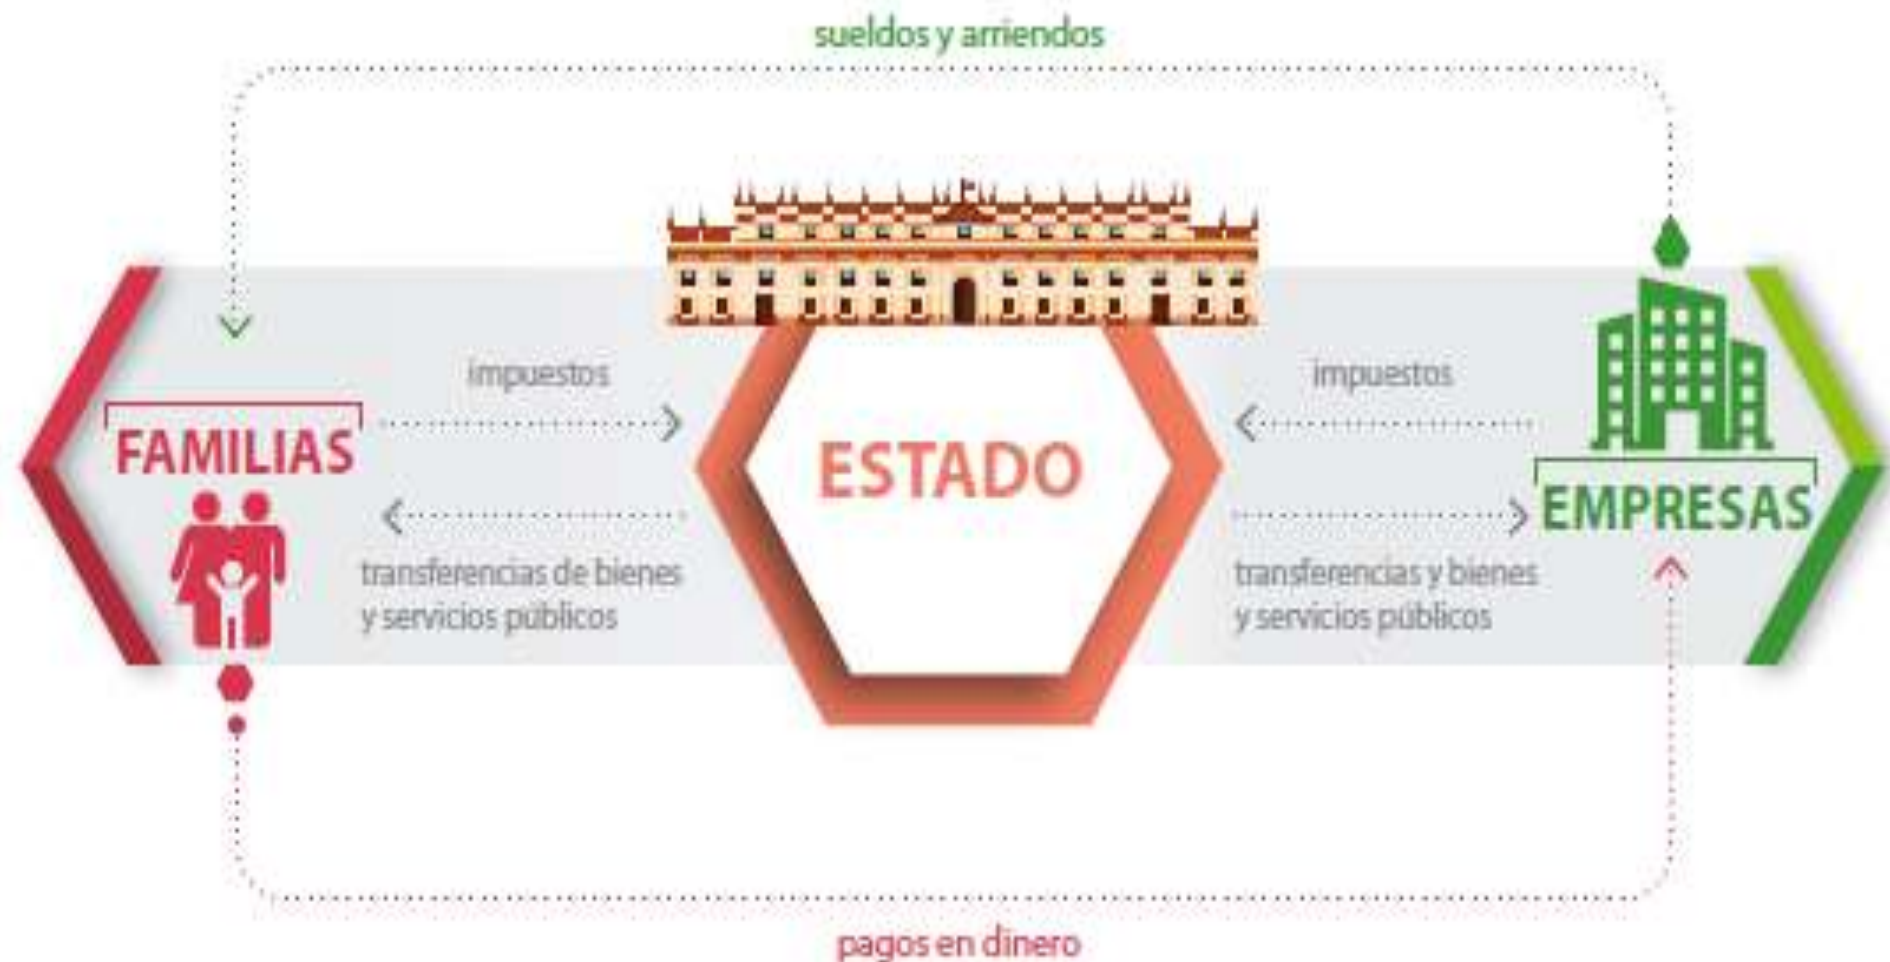 sueldos y arriendos
impuestos
impuestos
FAMILIAS
ESTADO
EMPRESAS
transferencias de bienes
y servicios públicos
transferencias y bienes
y servicios públicos
pagos en dinero